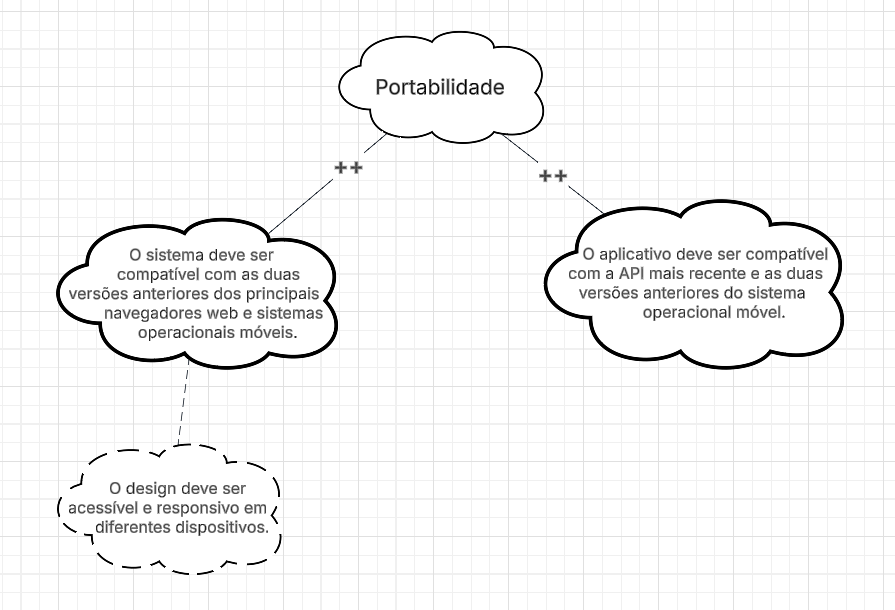 Portabilidade
++
++
O sistema deve ser
compatível com as duas
versões anteriores dos principais
navegadores web e sistemas
operacionais móveis.
O aplicativo deve ser compatível
com a API mais recente e as duas
versões anteriores do sistema
operacional móvel.
O design deve ser
acessível e responsivo em
diferentes dispositivos.